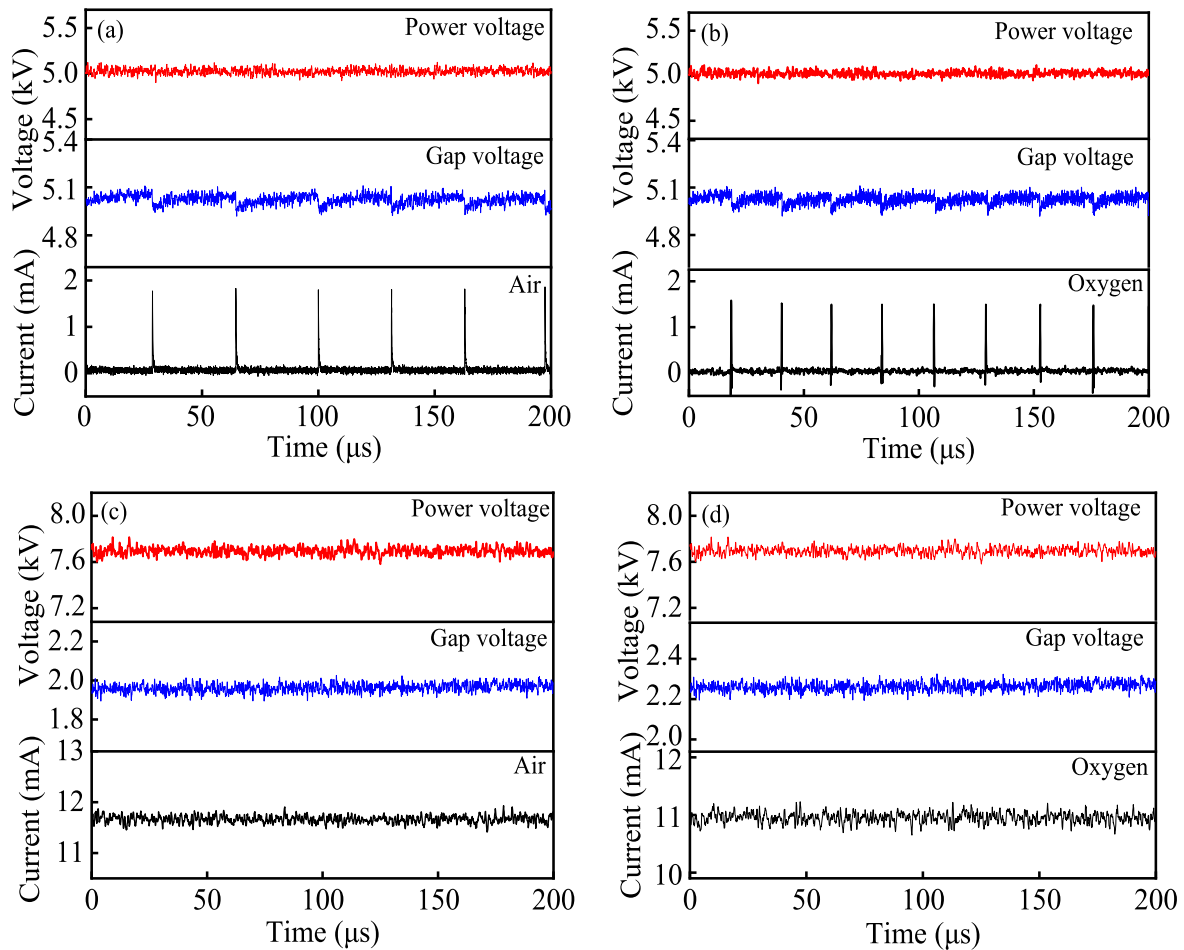 (a)
Power voltage
5.5
5.0
4.5
Voltage (kV)
Gap voltage
5.4
5.1
4.8
Air
2
1
0
Current (mA)
0 50 100 150 200
Time (μs)
(b)
Power voltage
5.5
5.0
4.5
Voltage (kV)
Gap voltage
5.4
5.1
4.8
Oxygen
2
1
0
Current (mA)
0 50 100 150 200
Time (μs)
(c)
Power voltage
8.0
7.6
7.2
Voltage (kV)
Gap voltage
2.2
2.0
1.8
Air
13
12
11
Current (mA)
0 50 100 150 200
Time (μs)
(d)
Power voltage
8.0
7.6
7.2
Voltage (kV)
Gap voltage
2.4
2.2
2.0
Oxygen
12
11
10
Current (mA)
0 50 100 150 200
Time (μs)